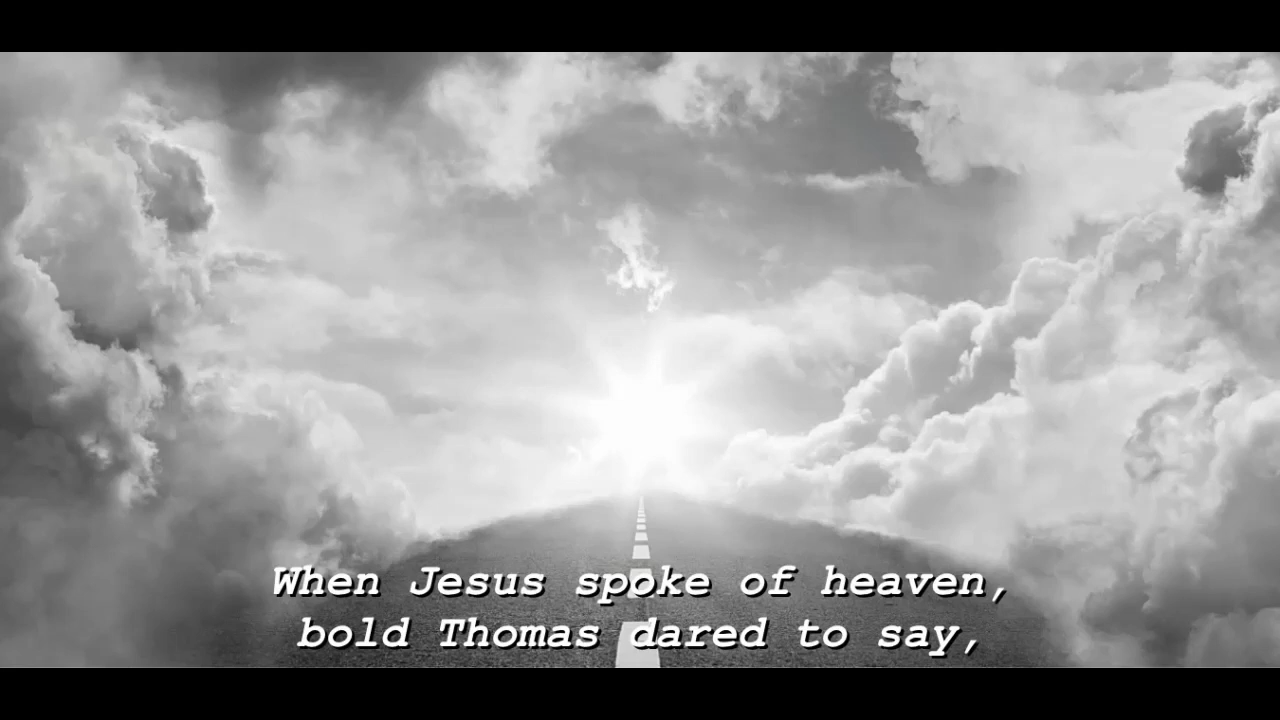 When Jesus spoke of heaven,
bold Thomas dared to say,